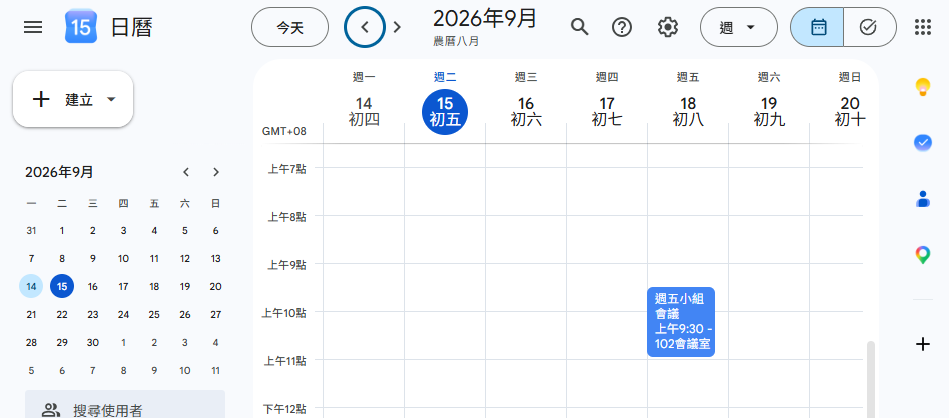 15 日曆
今天
2026年9月
農曆八月
週
建立
週一 週二 週三 週四 週五 週六 週日
14 15 16 17 18 19 20
初四 初五 初六 初七 初八 初九 初十
GMT+08
2026年9月
一 二 三 四 五 六 日
31 1 2 3 4 5 6
7 8 9 10 11 12 13
14 15 16 17 18 19 20
21 22 23 24 25 26 27
28 29 30 1 2 3 4
5 6 7 8 9 10 11
搜尋使用者
上午7點
上午8點
上午9點
上午10點
上午11點
下午12點
週五小組
會議
上午9:30 -
102會議室